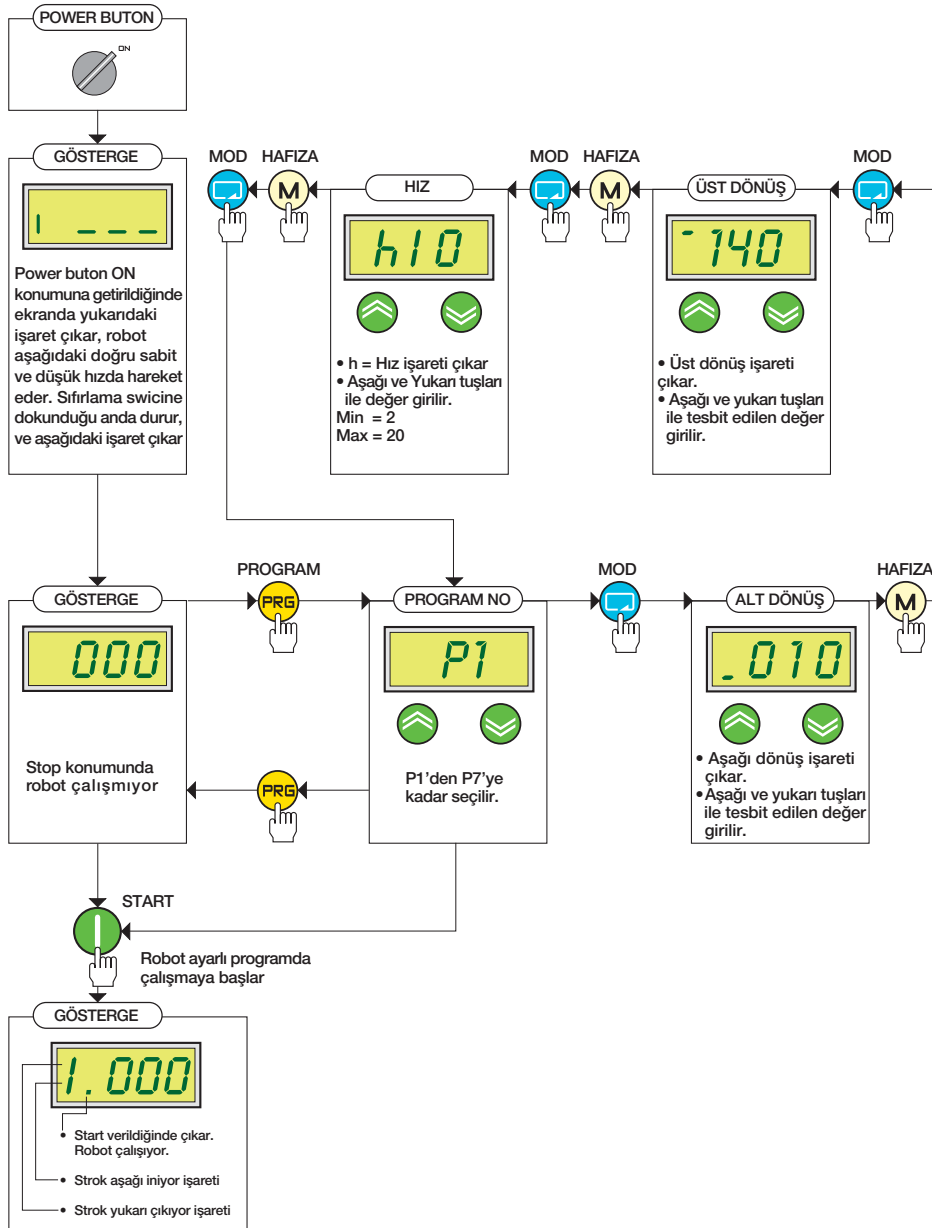 POWER BUTON
ON
GÖSTERGE
ı _ _ _
Power buton ON
konumuna getirildiğinde
ekranda yukarıdaki
işaret çıkar, robot
aşağıdaki doğru sabit
ve düşük hızda hareket
eder. Sıfırlama swicine
dokunduğu anda durur,
ve aşağıdaki işaret çıkar
MOD
HAFIZA
M
HIZ
h10
• h = Hız işareti çıkar
• Aşağı ve Yukarı tuşları
ile değer girilir.
Min = 2
Max = 20
MOD
HAFIZA
M
ÜST DÖNÜŞ
-140
• Üst dönüş işareti
çıkar.
• Aşağı ve yukarı tuşları
ile tesbit edilen değer
girilir.
MOD
GÖSTERGE
000
Stop konumunda
robot çalışmıyor
PROGRAM
PRG
PRG
PROGRAM NO
P1
P1’den P7’ye
kadar seçilir.
MOD
ALT DÖNÜŞ
_010
• Aşağı dönüş işareti
çıkar.
• Aşağı ve yukarı tuşları
ile tesbit edilen değer
girilir.
HAFIZA
M
START
Robot ayarlı programda
çalışmaya başlar
GÖSTERGE
1.000
• Start verildiğinde çıkar.
Robot çalışıyor.
• Strok aşağı iniyor işareti
• Strok yukarı çıkıyor işareti